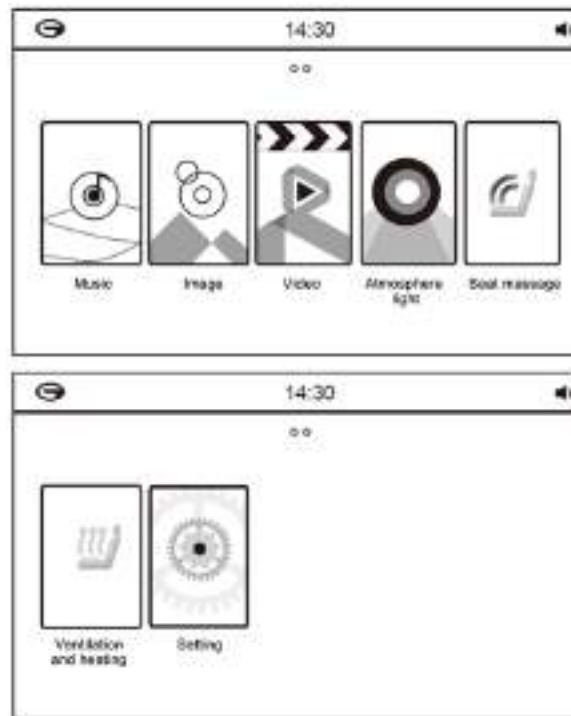 14:30
Music
Image
Video
Atmosphere
light
Seat massage
14:30
Ventilation
and heating
Setting